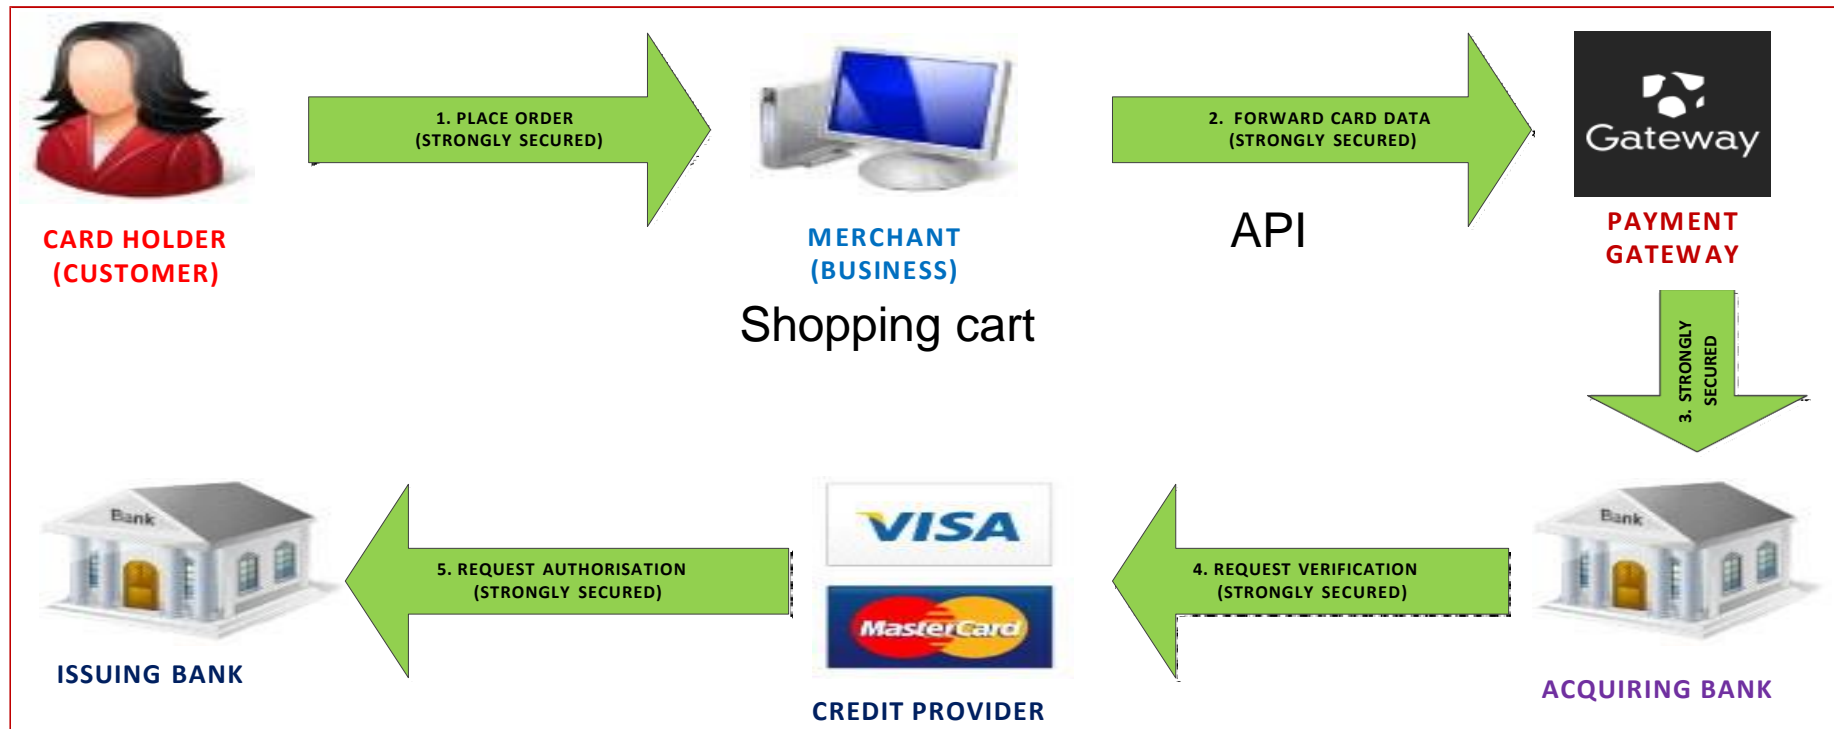 1. PLACE ORDER
(STRONGLY SECURED)
2. FORWARD CARD DATA
(STRONGLY SECURED)
Gateway
CARD HOLDER
(CUSTOMER)
MERCHANT
(BUSINESS)
Shopping cart
API
PAYMENT
GATEWAY
3. STRONGLY
SECURED
Bank
5. REQUEST AUTHORISATION
(STRONGLY SECURED)
VISA
MasterCard
4. REQUEST VERIFICATION
(STRONGLY SECURED)
Bank
ISSUING BANK
CREDIT PROVIDER
ACQUIRING BANK